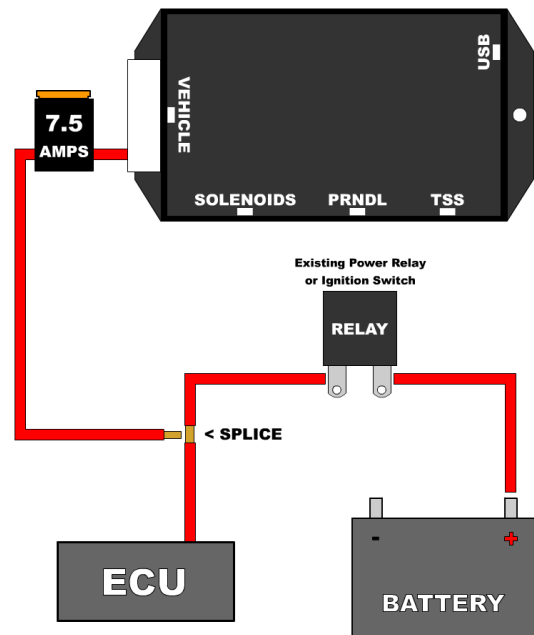 USB
7.5
AMPS
VEHICLE
SOLENOIDS
PRNDL
TSS
Existing Power Relay
or Ignition Switch
RELAY
< SPLICE
- +
ECU
BATTERY